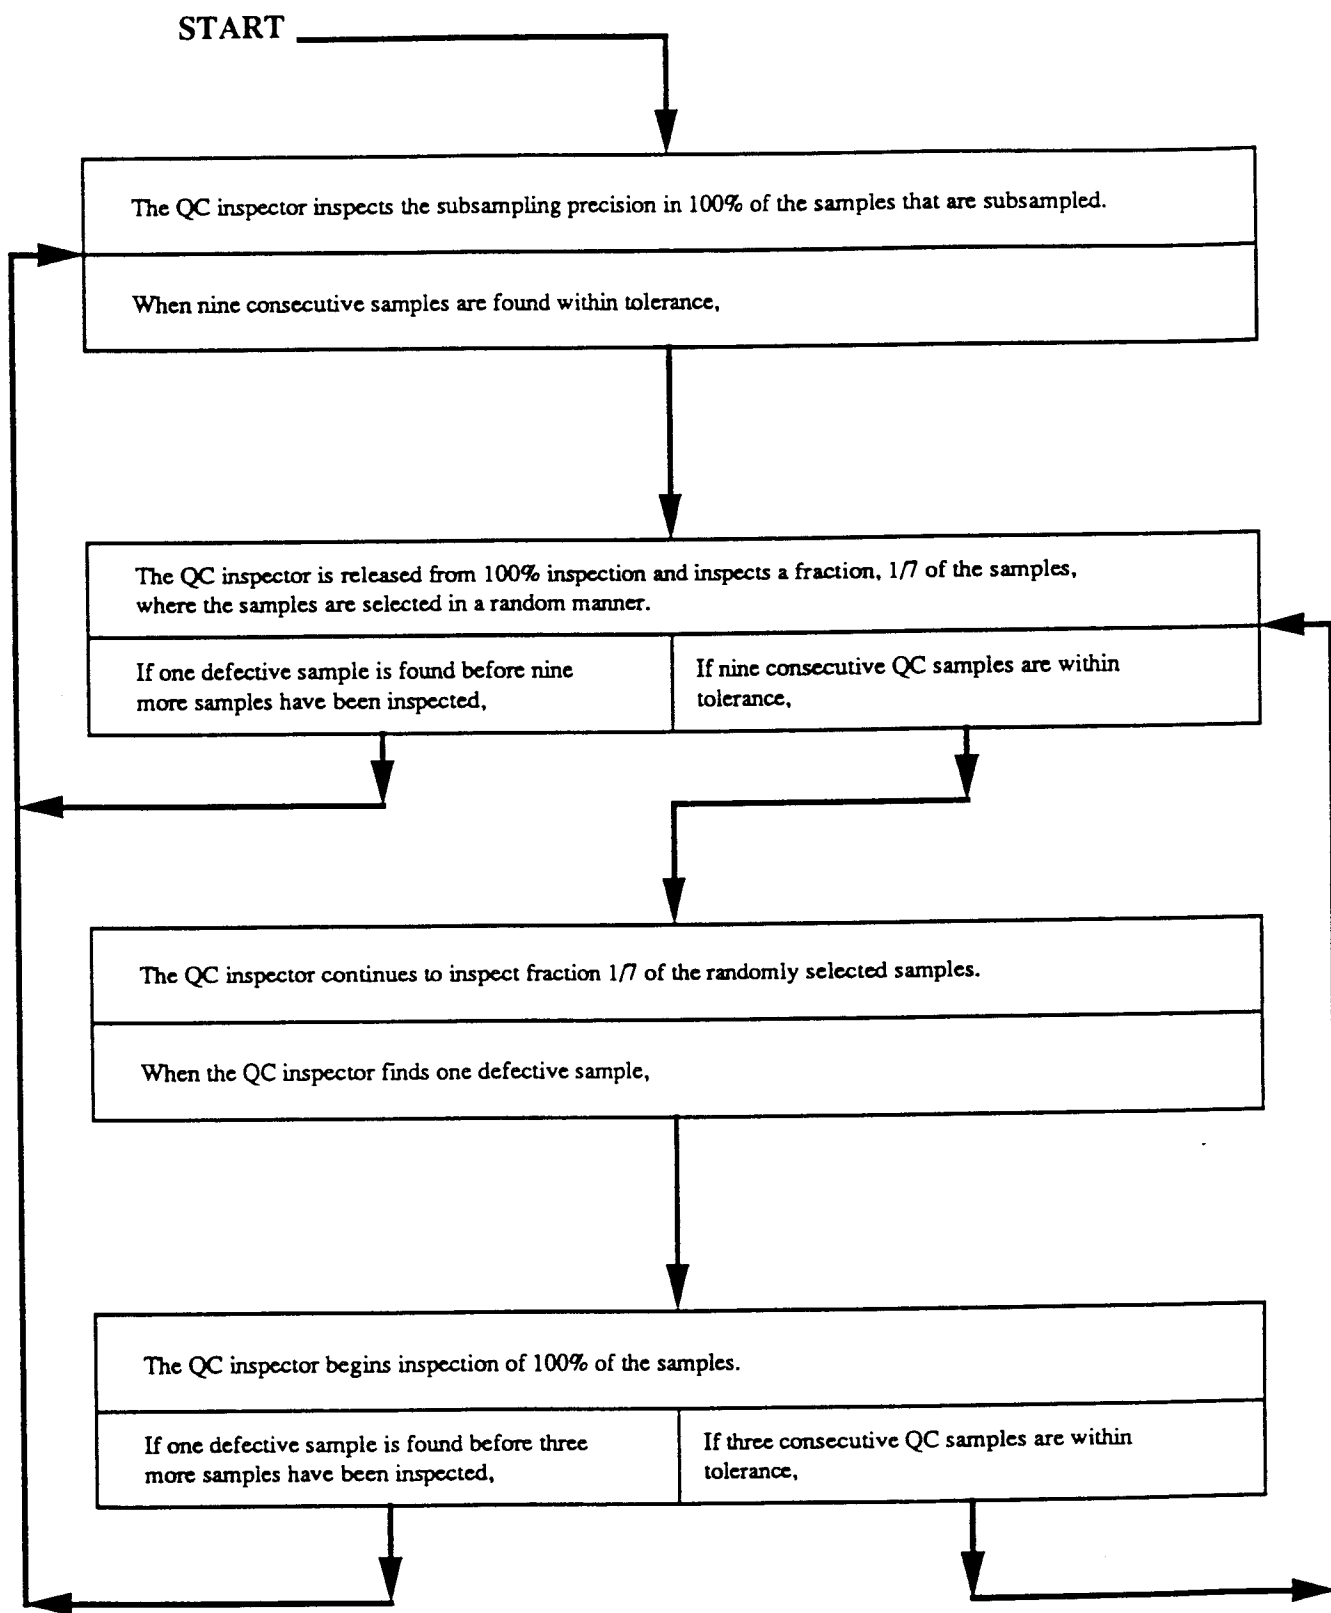 START
The QC inspector inspects the subsampling precision in 100% of the samples that are subsampled.
When nine consecutive samples are found within tolerance,
The QC inspector is released from 100% inspection and inspects a fraction, 1/7 of the samples,
where the samples are selected in a random manner.
If one defective sample is found before nine
more samples have been inspected,
If nine consecutive QC samples are within
tolerance,
The QC inspector continues to inspect fraction 1/7 of the randomly selected samples.
When the QC inspector finds one defective sample,
The QC inspector begins inspection of 100% of the samples.
If one defective sample is found before three
more samples have been inspected,
If three consecutive QC samples are within
tolerance,